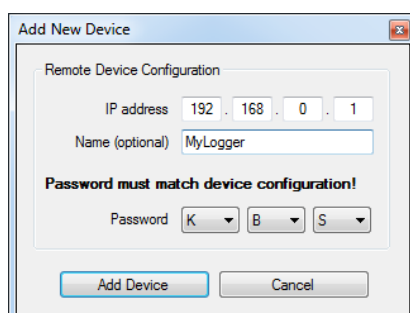 Add New Device
Remote Device Configuration
IP address 192 . 168 . 0 . 1
Name (optional) MyLogger
Password must match device configuration!
Password K B S
Add Device Cancel